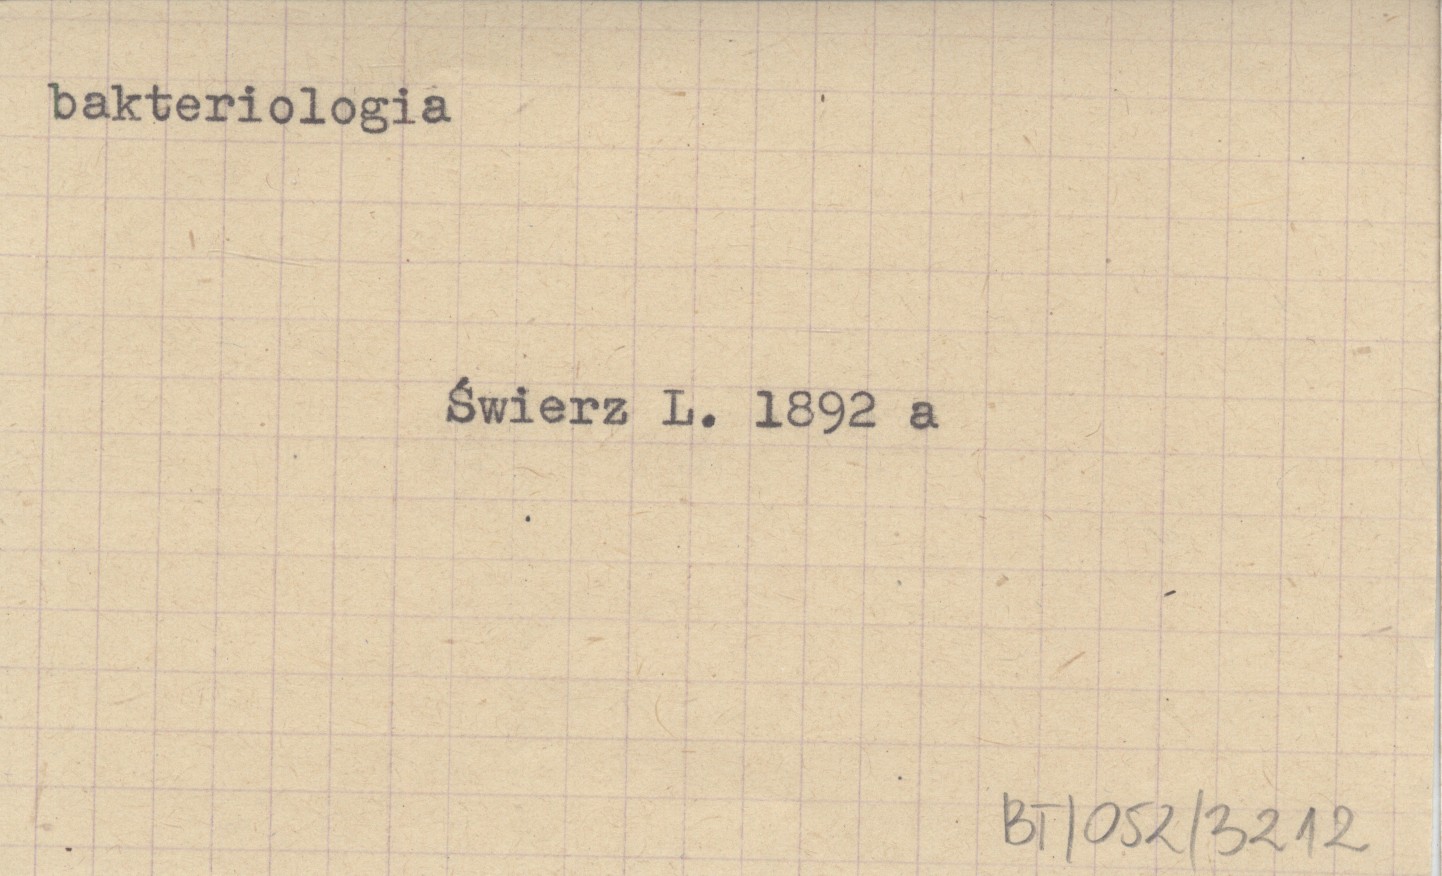 bakteriologia
Świerz L. 1892 a
BT/052/3212